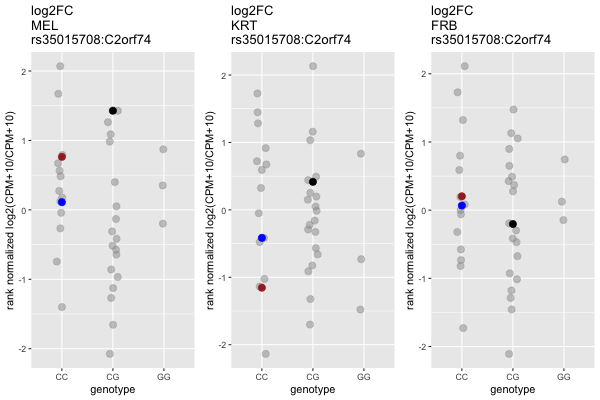 log2FC
MEL
rs35015708:C2orf74
rank normalized log2(CPM+10/CPM+10)
2
1
0
-1
-2
CC
CG
GG
genotype
log2FC
KRT
rs35015708:C2orf74
rank normalized log2(CPM+10/CPM+10)
2
1
0
-1
-2
CC
CG
GG
genotype
log2FC
FRB
rs35015708:C2orf74
rank normalized log2(CPM+10/CPM+10)
2
1
0
-1
-2
CC
CG
GG
genotype